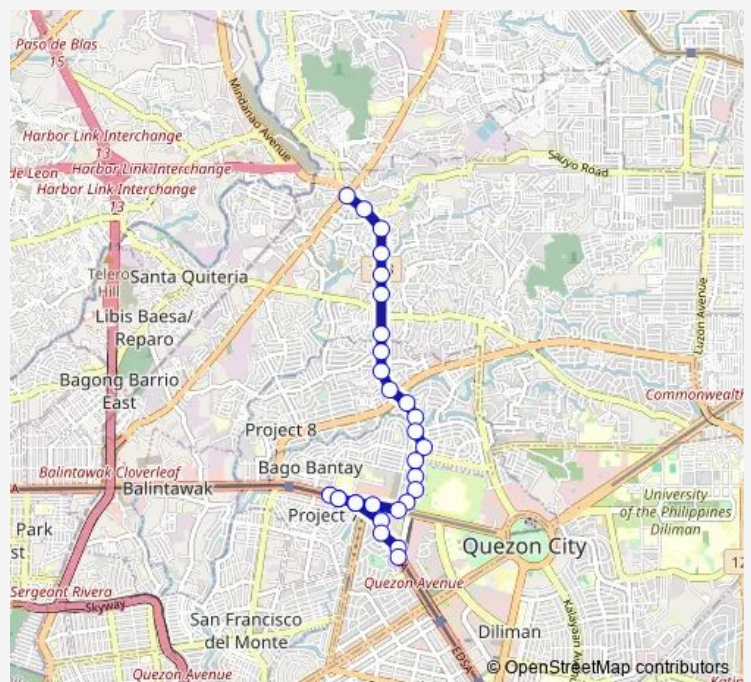 Paso de Blas
15
Mindanao Avenue
Harbor Link Interchange
13
de Leon
Harbor Link Interchange
Harbor Link Interchange
13
Sauyo Road
Telero
Hill
Santa Quiteria
Libis Baesa/
Reparo
Luzon Avenue
Bagong Barrio
East
Commonwealth
Project 8
Balintawak Cloverleaf
Bago Bantay
A
Balintawak
Project
University
of the Philippines
Diliman
Park
st
Quezon City
12
Sergeant Rivera
Skyway
Quezon Avenue
San Francisco
del Monte
Diliman
Kalayaan A
EDSA
Quezon Avenue
© OpenStreetMap contributors